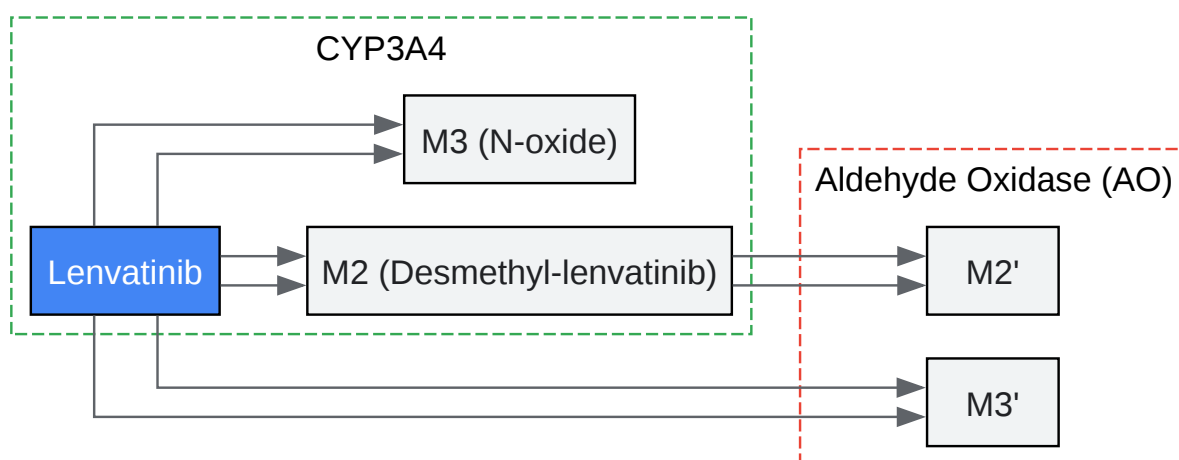 CYP3A4
M3 (N-oxide)
Aldehyde Oxidase (AO)
Lenvatinib
M2 (Desmethyl-lenvatinib)
M2'
M3'